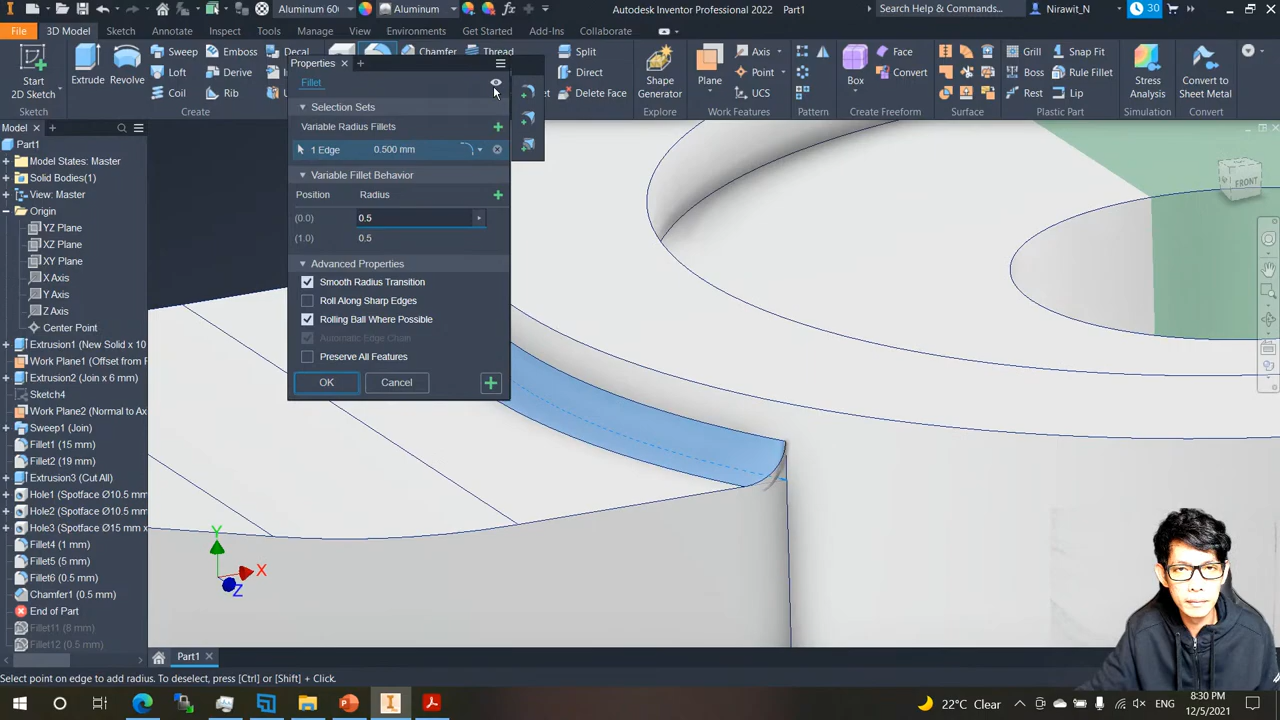 Aluminum 606
Aluminum
Autodesk Inventor Professional 2022
Part1
Search Help & Commands...
Nirawit_N
30
File
3D Model
Sketch
Annotate
Inspect
Tools
Manage
View
Environments
Get Started
Add-Ins
Collaborate
Start
2D Sketch
Extrude
Revolve
Sweep
Emboss
Decal
Loft
Derive
Coil
Rib
Chamfer
Thread
Split
Direct
Delete Face
Shape
Generator
Plane
Axis
Point
UCS
Box
Face
Convert
Grill
Snap Fit
Boss
Rule Fillet
Rest
Lip
Stress
Analysis
Convert to
Sheet Metal
Sketch
Create
Explore
Work Features
Create Freeform
Surface
Plastic Part
Simulation
Convert
Model
Part1
Model States: Master
Solid Bodies(1)
View: Master
Origin
YZ Plane
XZ Plane
XY Plane
X Axis
Y Axis
Z Axis
Center Point
Extrusion1 (New Solid x 10
Work Plane1 (Offset from F
Extrusion2 (Join x 6 mm)
Sketch4
Work Plane2 (Normal to Ax
Sweep1 (Join)
Fillet1 (15 mm)
Fillet2 (19 mm)
Extrusion3 (Cut All)
Hole1 (Spotface Ø10.5 mm
Hole2 (Spotface Ø10.5 mm
Hole3 (Spotface Ø15 mm x
Fillet4 (1 mm)
Fillet5 (5 mm)
Fillet6 (0.5 mm)
Chamfer1 (0.5 mm)
End of Part
Fillet11 (8 mm)
Fillet12 (0.5 mm)
Properties
Fillet
Selection Sets
Variable Radius Fillets
1 Edge 0.500 mm
Variable Fillet Behavior
Position Radius
(0.0) 0.5
(1.0) 0.5
Advanced Properties
Smooth Radius Transition
Roll Along Sharp Edges
Rolling Ball Where Possible
Automatic Edge Chain
Preserve All Features
OK
Cancel
FRONT
Y
X
Z
Part1
Select point on edge to add radius. To deselect, press [Ctrl] or [Shift] + Click.
22°C Clear
ENG
8:30 PM
12/5/2021